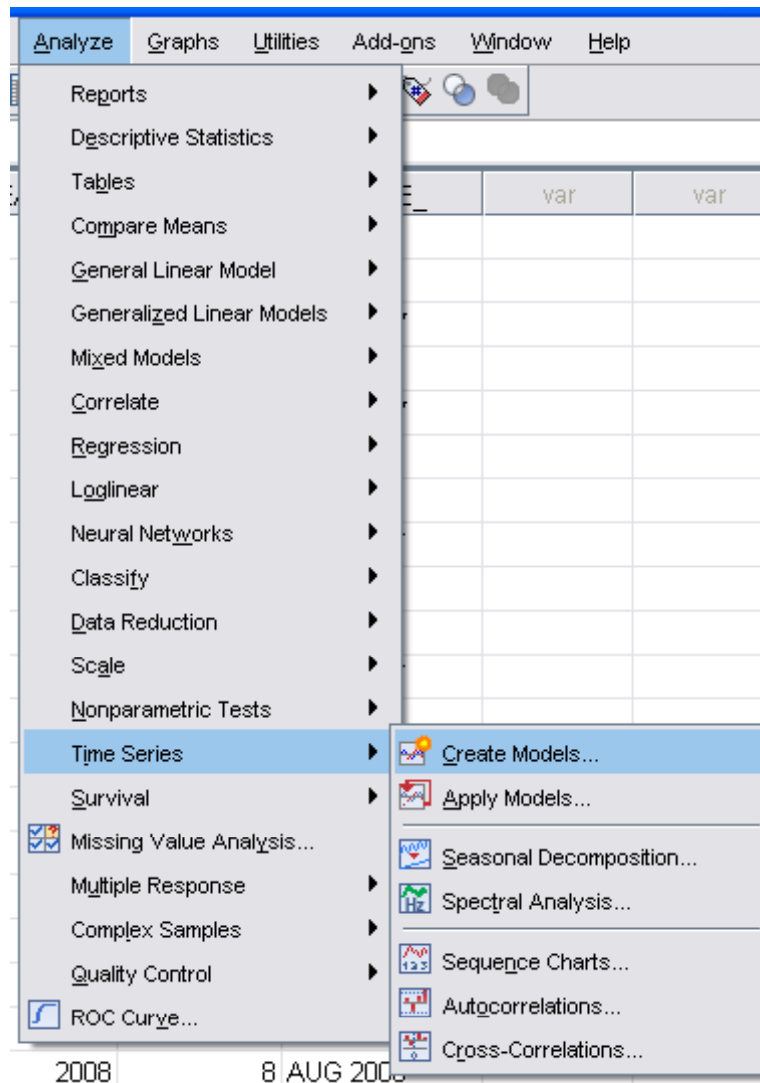 Analyze Graphs Utilities Add-ons Window Help
Reports
Descriptive Statistics
Tables
E_ var var
Compare Means
General Linear Model
Generalized Linear Models
Mixed Models
Correlate
Regression
Loglinear
Neural Networks
Classify
Data Reduction
Scale
Nonparametric Tests
Time Series
Create Models...
Survival
Apply Models...
Missing Value Analysis...
Seasonal Decomposition...
Multiple Response
Hz Spectral Analysis...
Complex Samples
Sequence Charts...
123
Quality Control
Autocorrelations...
ROC Curve...
Cross-Correlations...
2008 8 AUG 2008